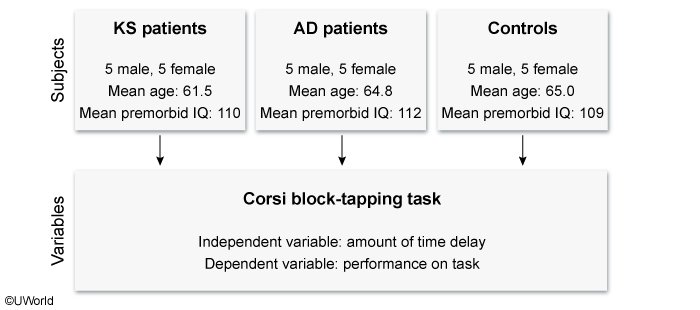 Subjects
KS patients
5 male, 5 female
Mean age: 61.5
Mean premorbid IQ: 110
AD patients
5 male, 5 female
Mean age: 64.8
Mean premorbid IQ: 112
Controls
5 male, 5 female
Mean age: 65.0
Mean premorbid IQ: 109
Variables
Corsi block-tapping task
Independent variable: amount of time delay
Dependent variable: performance on task
©UWorld